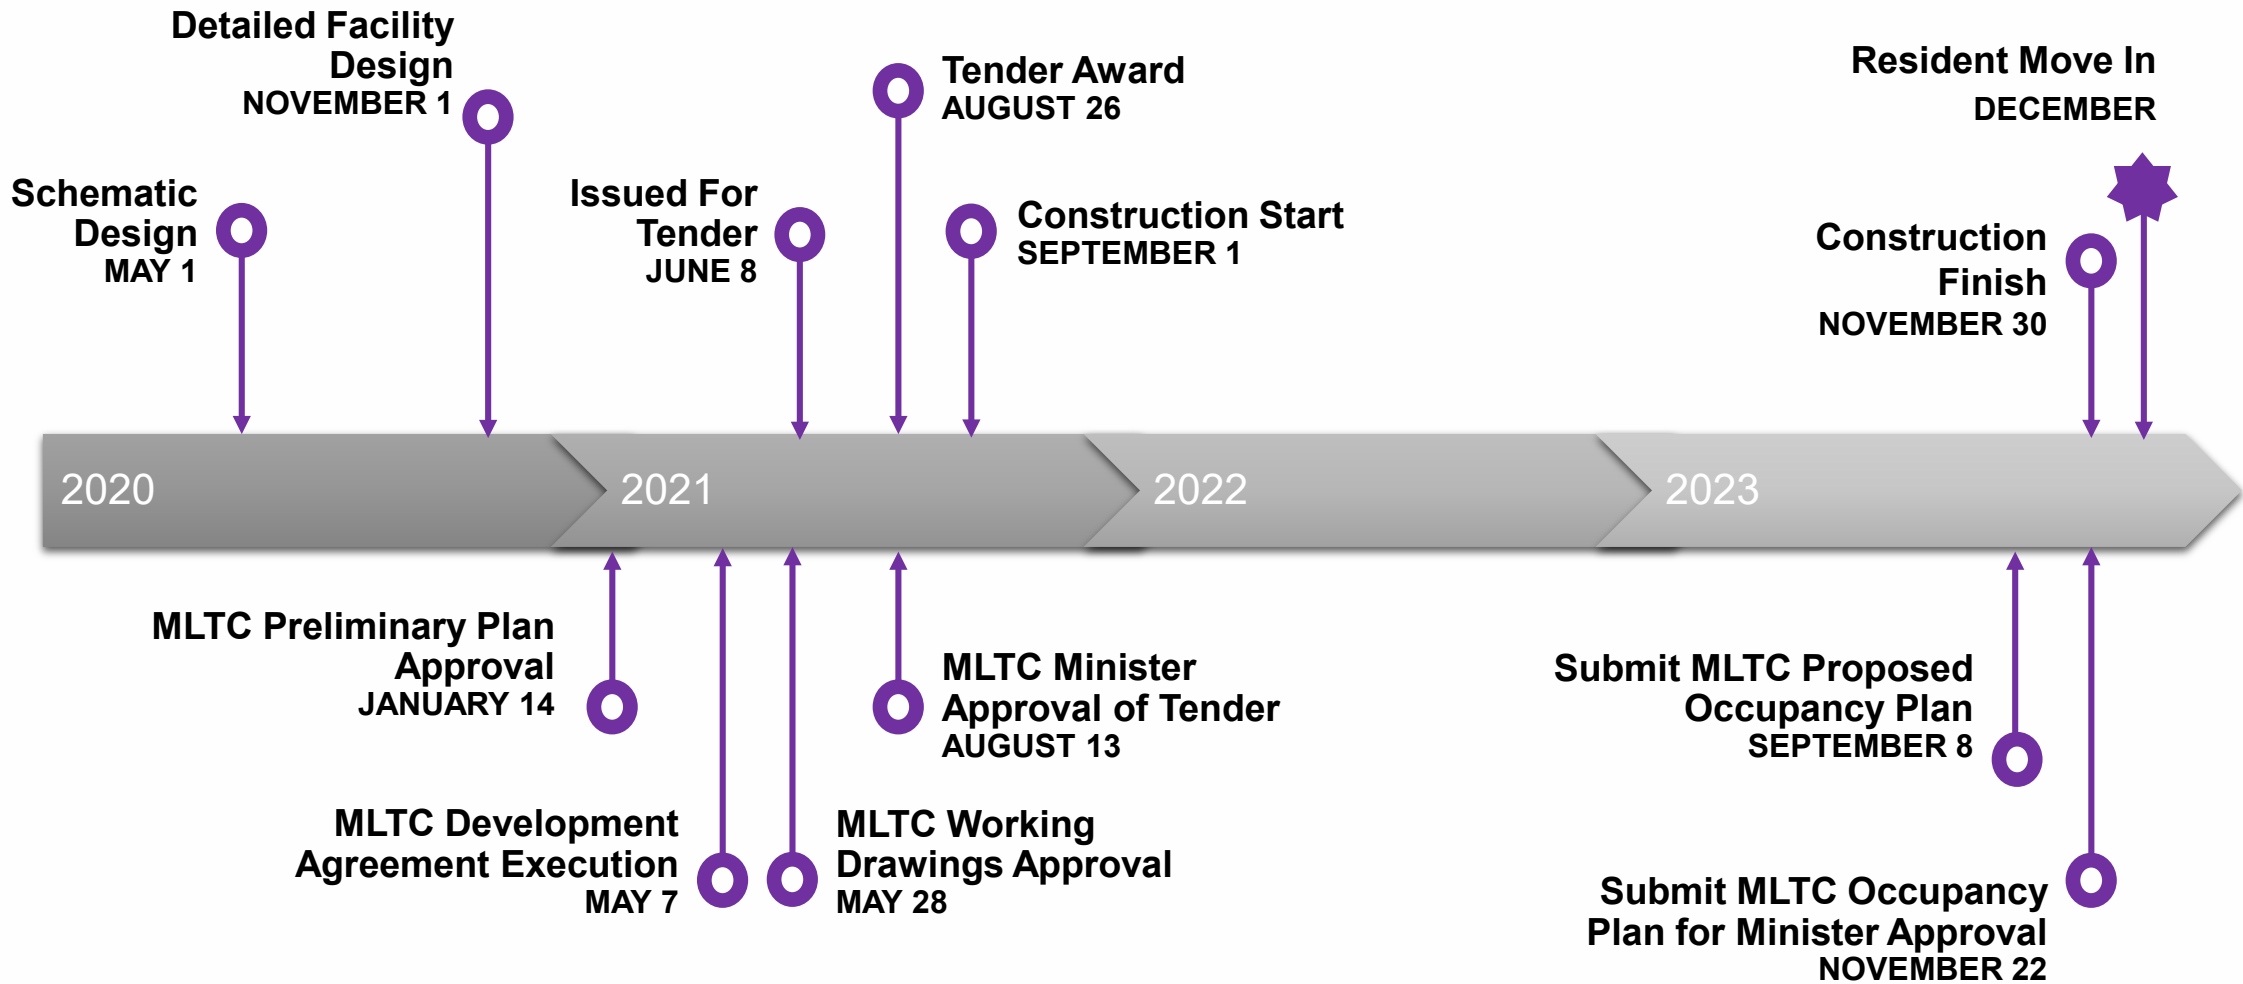 Detailed Facility
Design
NOVEMBER 1
Schematic
Design
MAY 1
Issued For
Tender
JUNE 8
Tender Award
AUGUST 26
Construction Start
SEPTEMBER 1
Resident Move In
DECEMBER
Construction
Finish
NOVEMBER 30
2020
2021
2022
2023
MLTC Preliminary Plan
Approval
JANUARY 14
MLTC Development
Agreement Execution
MAY 7
MLTC Working
Drawings Approval
MAY 28
MLTC Minister
Approval of Tender
AUGUST 13
Submit MLTC Proposed
Occupancy Plan
SEPTEMBER 8
Submit MLTC Occupancy
Plan for Minister Approval
NOVEMBER 22